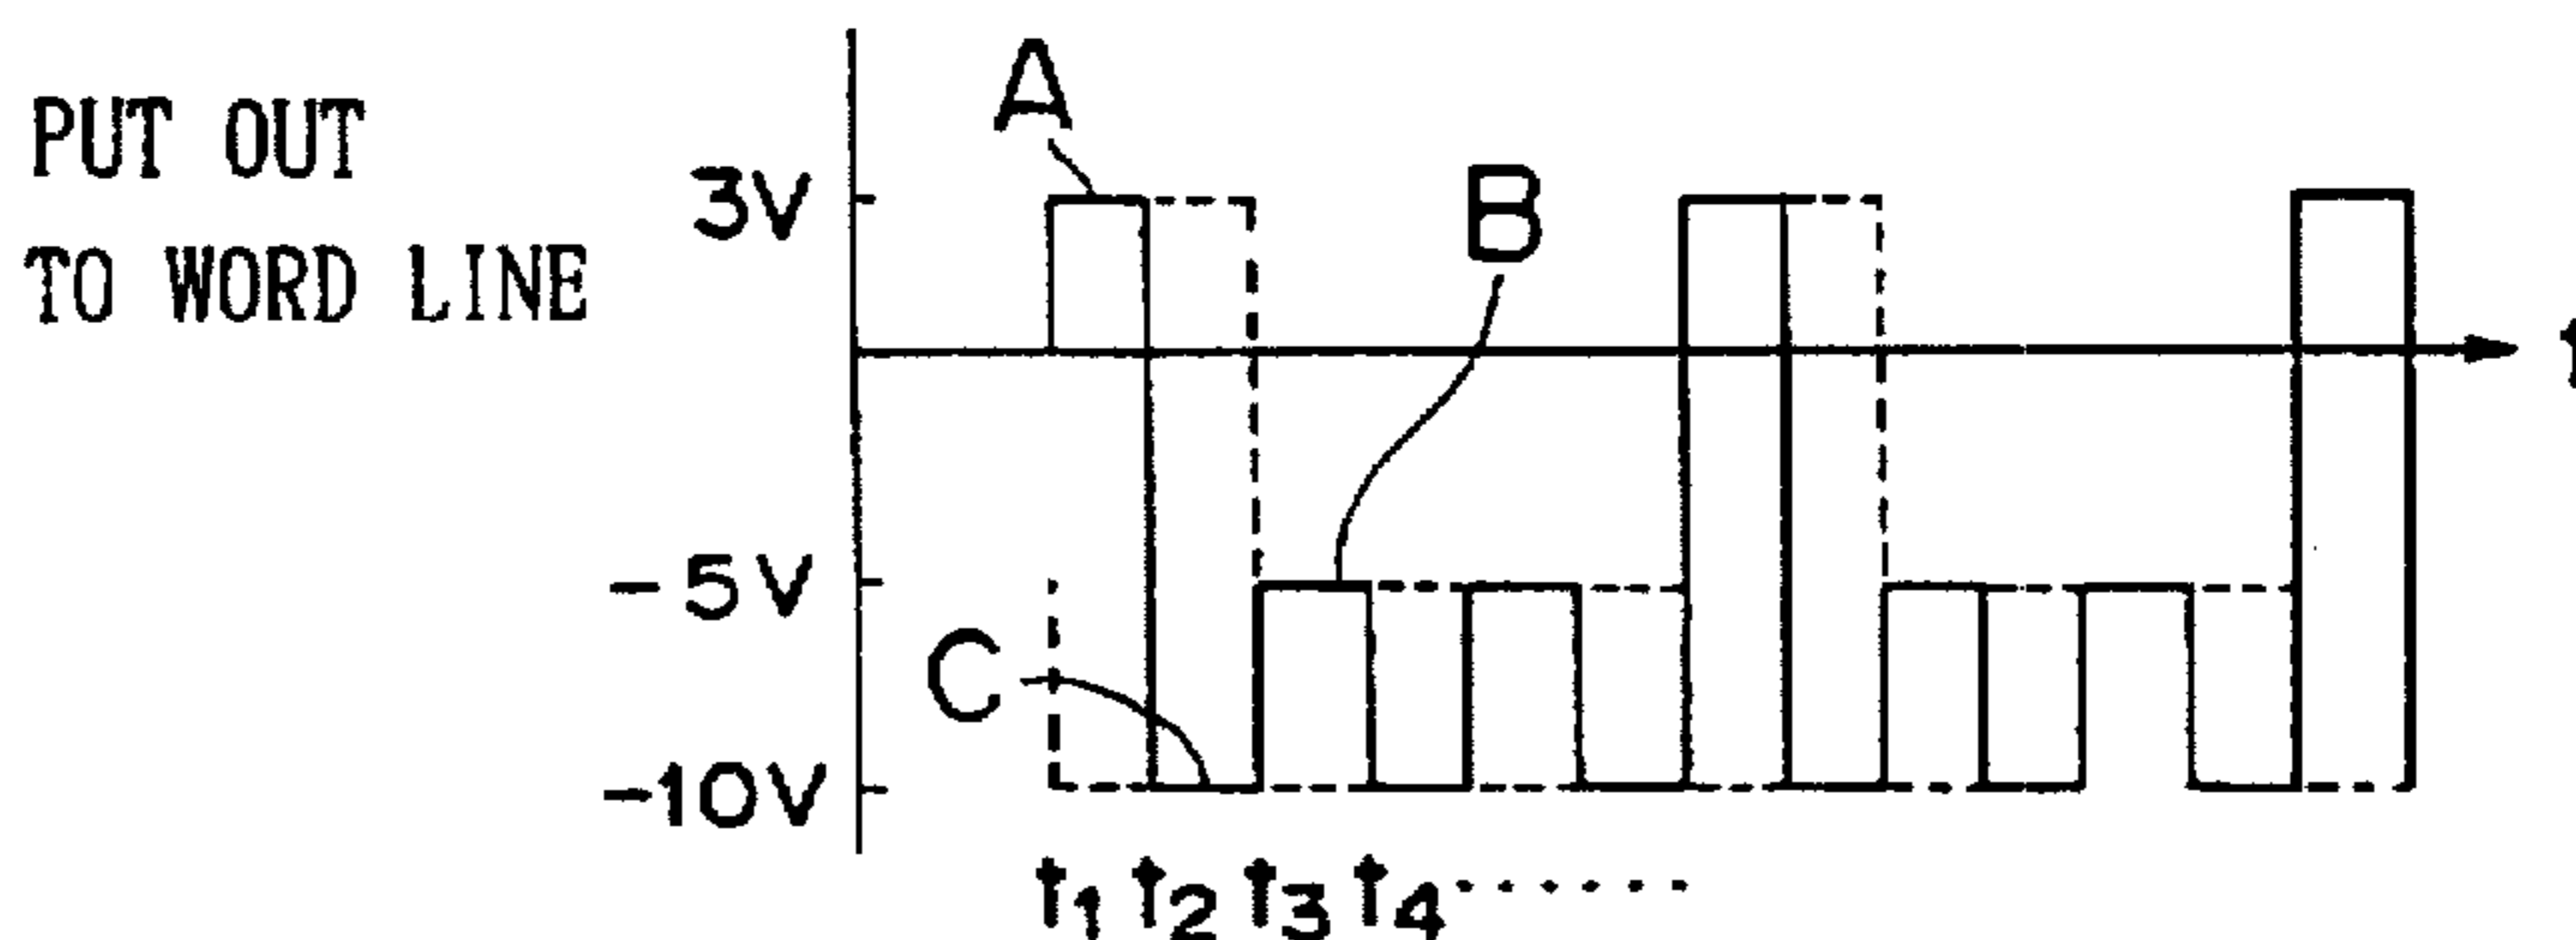 PUT OUT
TO WORD LINE
A
3V
B
t
-5V
C
-10V
t1 t2 t3 t4 ......